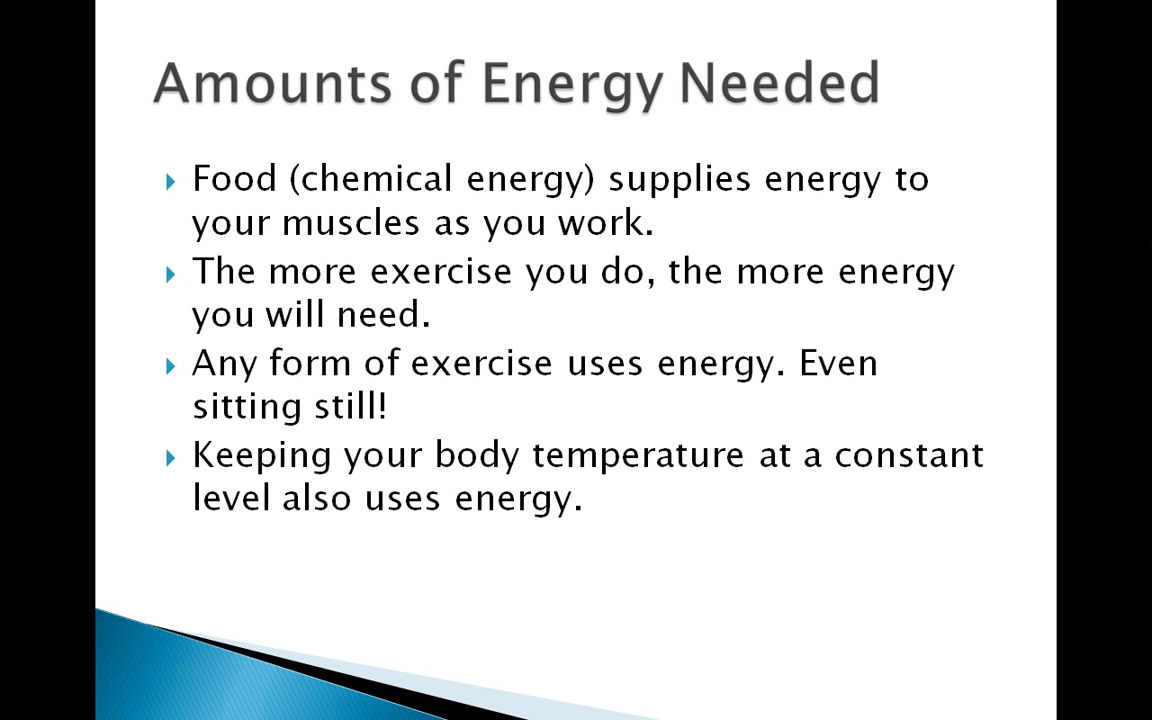 Amounts of Energy Needed
Food (chemical energy) supplies energy to
your muscles as you work.
The more exercise you do, the more energy
you will need.
Any form of exercise uses energy. Even
sitting still!
Keeping your body temperature at a constant
level also uses energy.